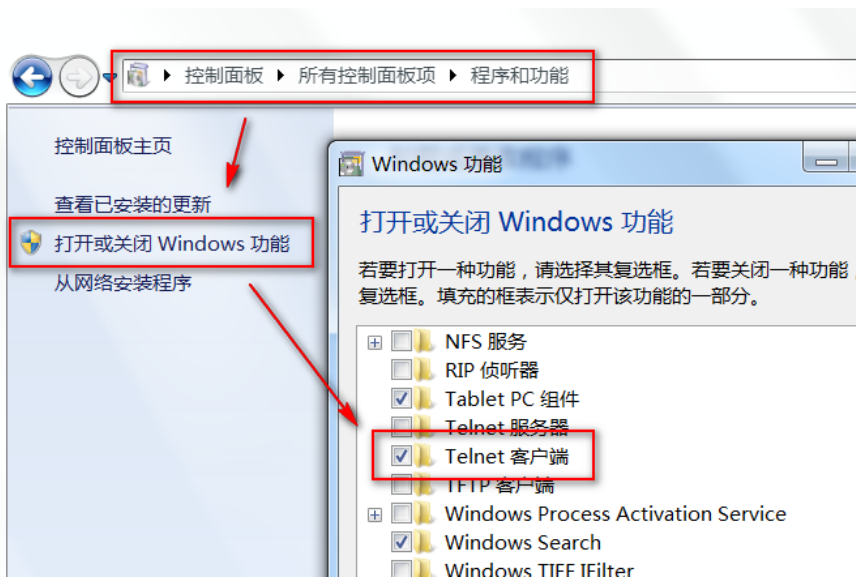 控制面板 ▶ 所有控制面板项 ▶ 程序和功能
控制面板主页
查看已安装的更新
打开或关闭 Windows 功能
从网络安装程序
Windows 功能
打开或关闭 Windows 功能
若要打开一种功能，请选择其复选框。若要关闭一种功能，
复选框。填充的框表示仅打开该功能的一部分。
NFS 服务
RIP 侦听器
Tablet PC 组件
Telnet 服务器
Telnet 客户端
TFTP 客户端
Windows Process Activation Service
Windows Search
Windows TIFF IFilter